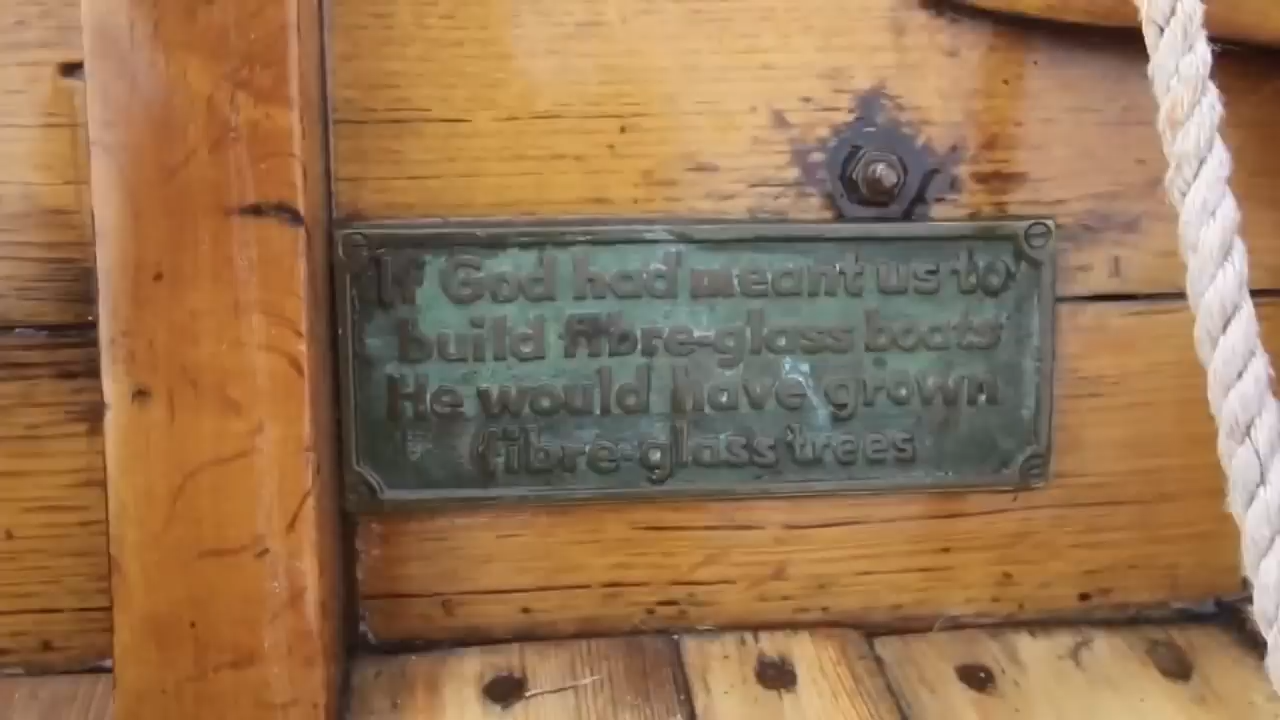 If God had meant us to
build fibre-glass boats
He would have grown
fibre-glass trees